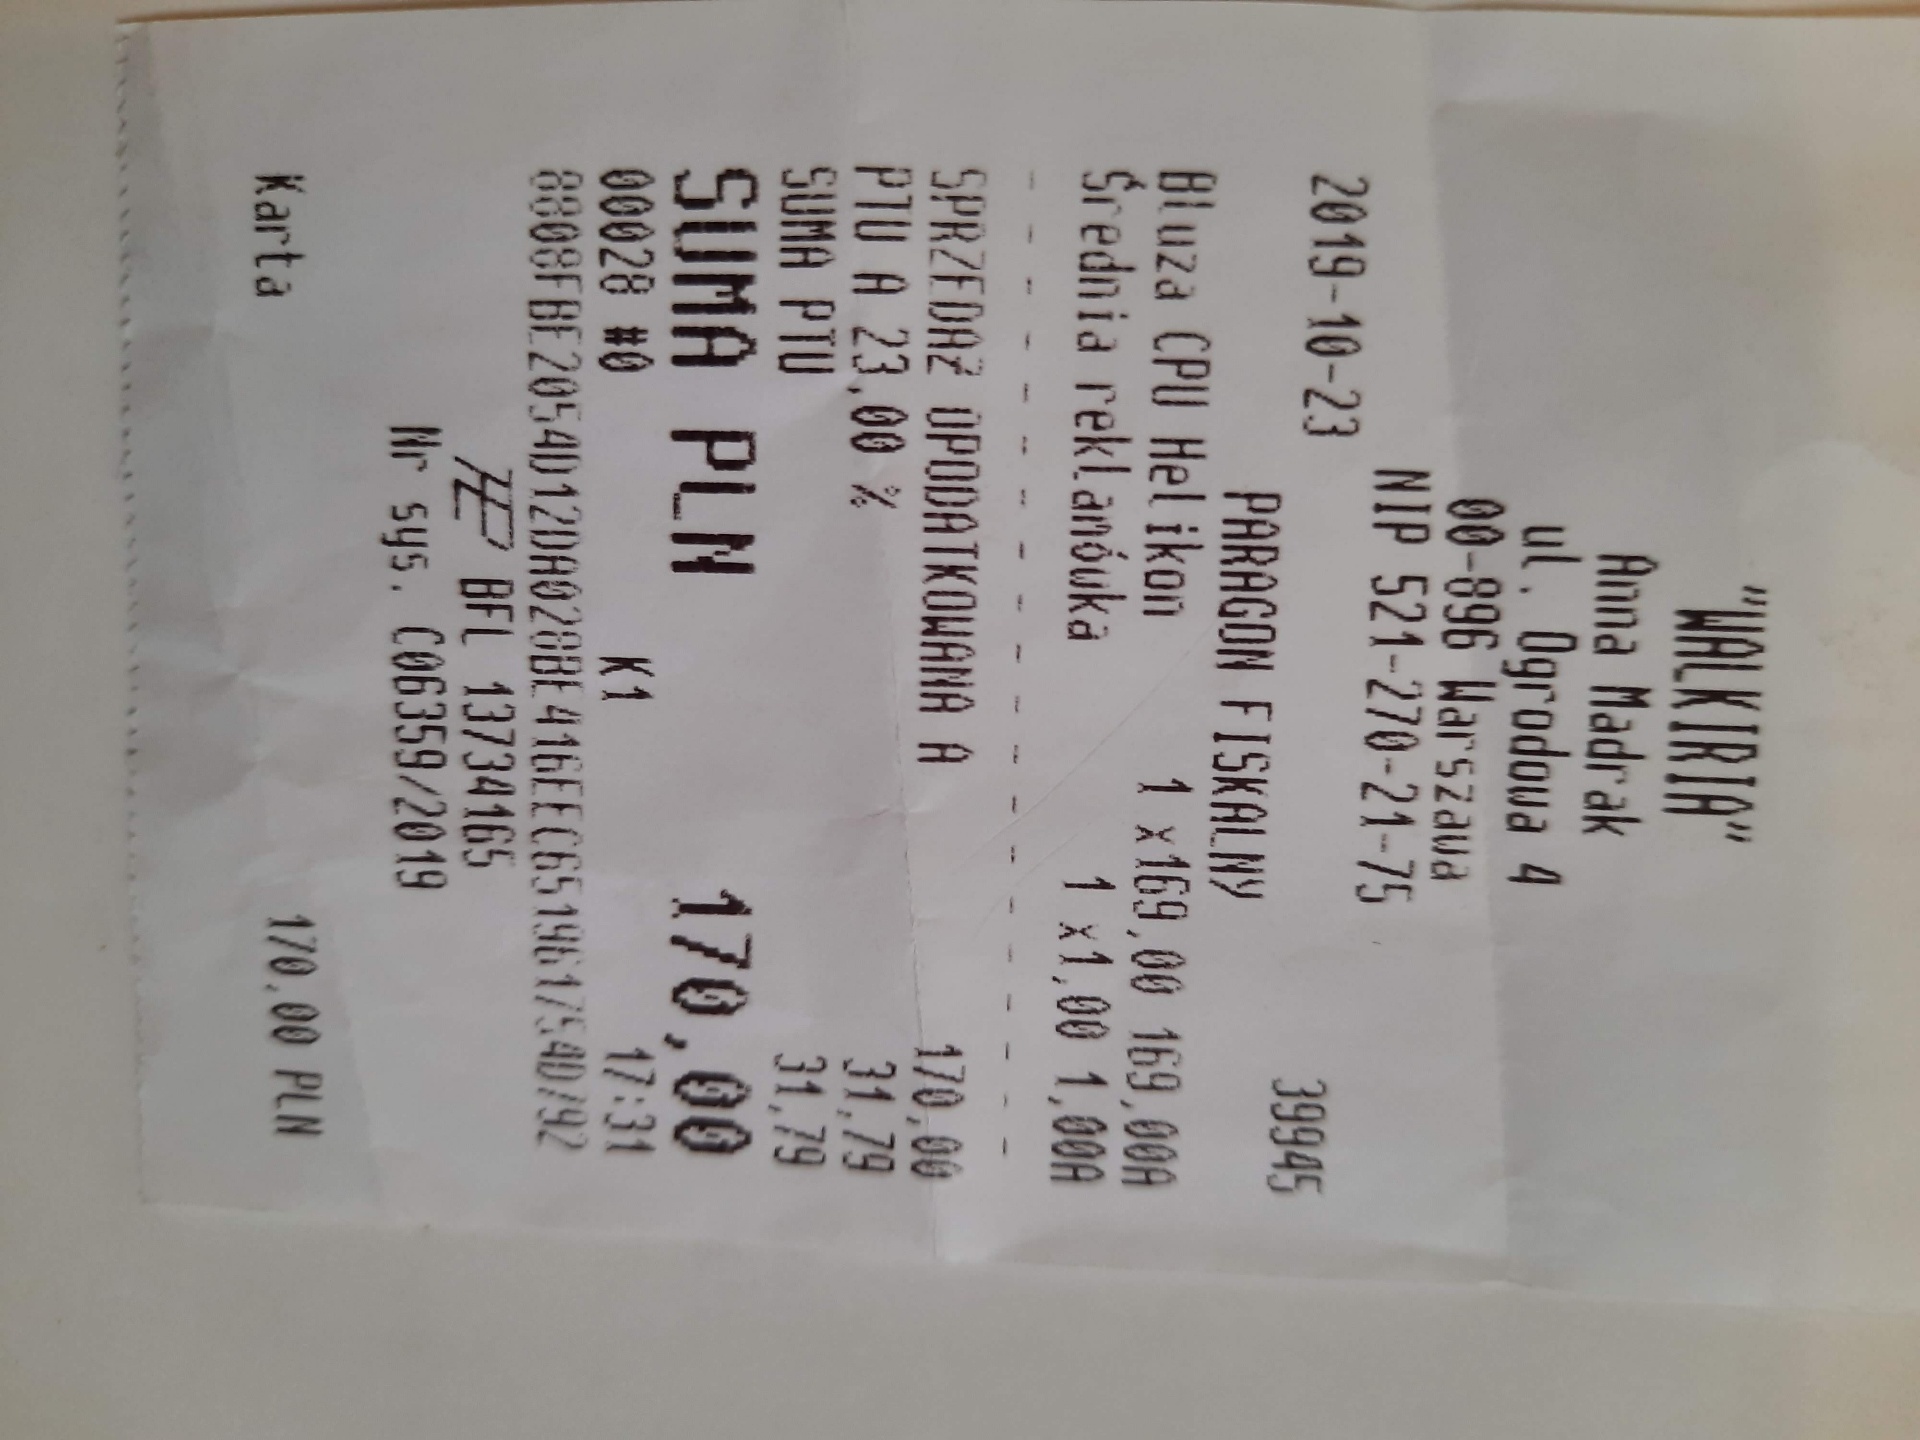 "WALKIRIA"
Anna Madrak
ul. Ogrodowa 4
00-896 Warszawa
NIP 521-270-21-75
2019-10-23 39945
PARAGON FISKALNY
Bluza CPU Helikon 1 x169,00 169,00A
Średnia reklamówka 1 x1,00 1,00A
SPRZEDAŻ OPODATKOWANA A 170,00
PTU A 23,00 % 31,79
SUMA PTU 31,79
SUMA PLN 170,00
00028 #0 K1 17:31
BFL 13734165
Nr sys. C06359/2019
Karta 170,00 PLN